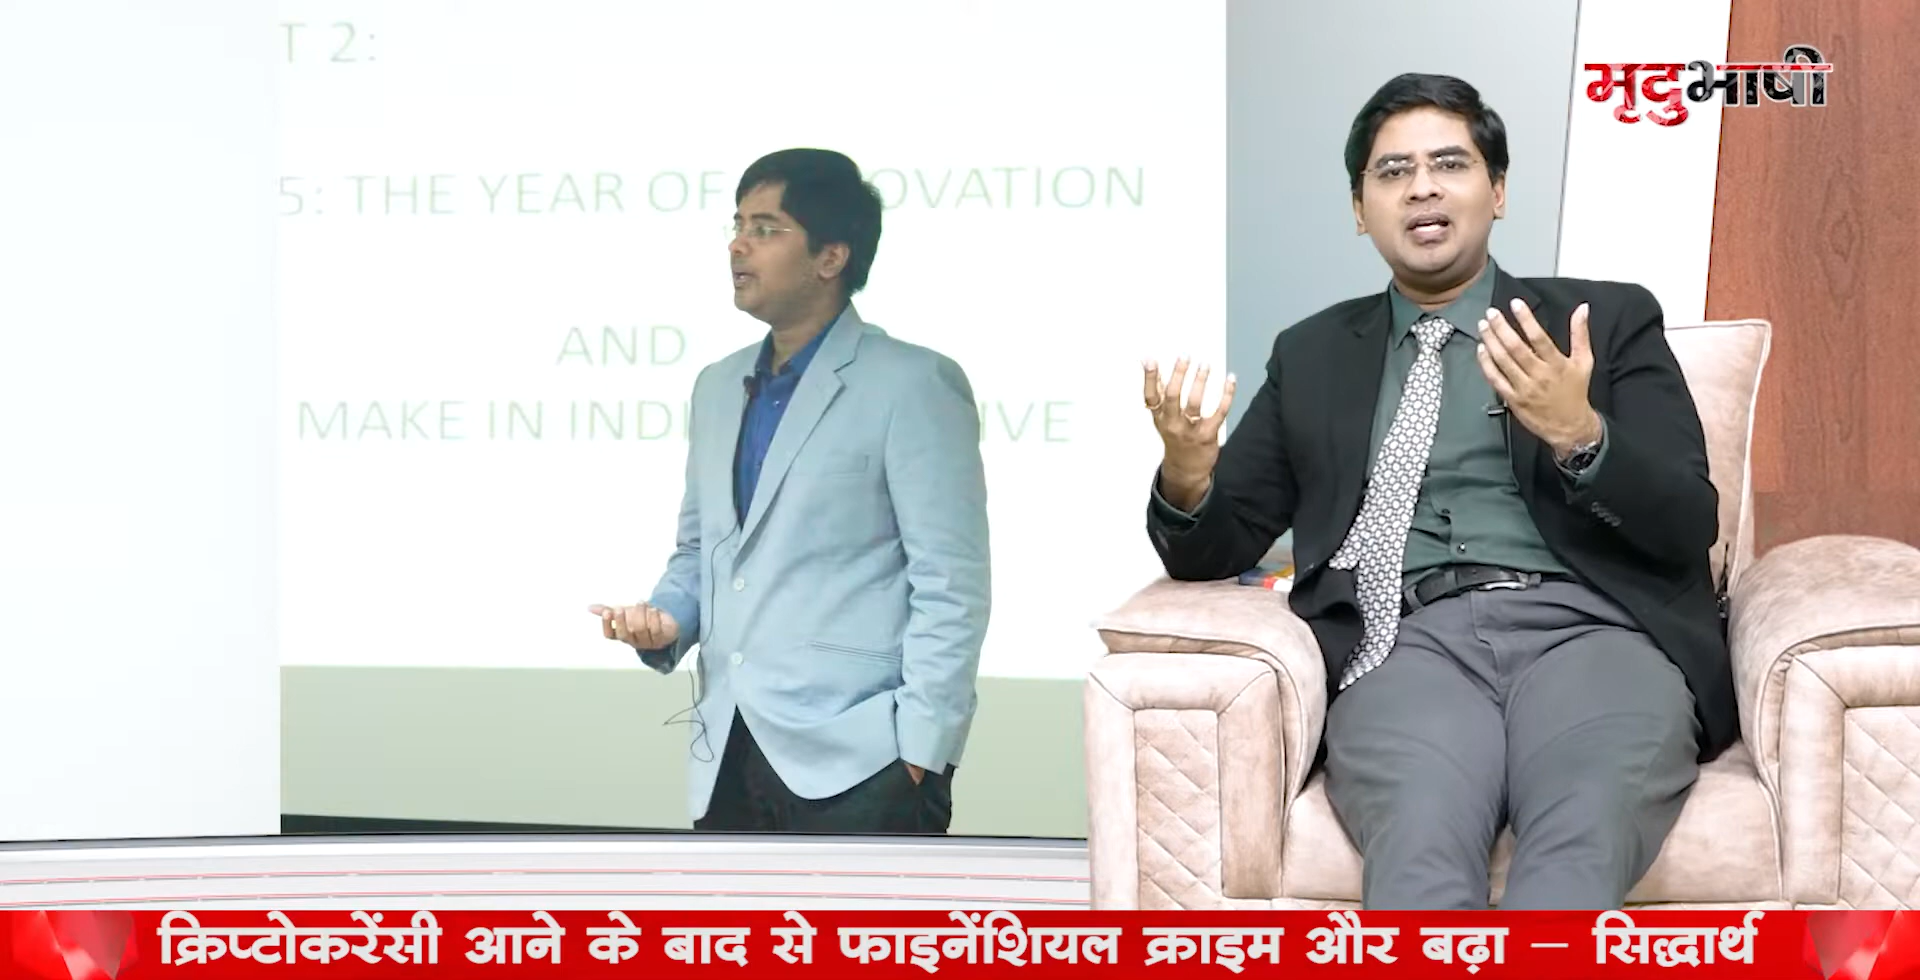 T 2:
मृदुभाषी
5: THE YEAR OF OVATION
AND
MAKE IN INDI IVE
क्रिप्टोकरेंसी आने के बाद से फाइनेंशियल क्राइम और बढ़ा – सिद्धार्थ